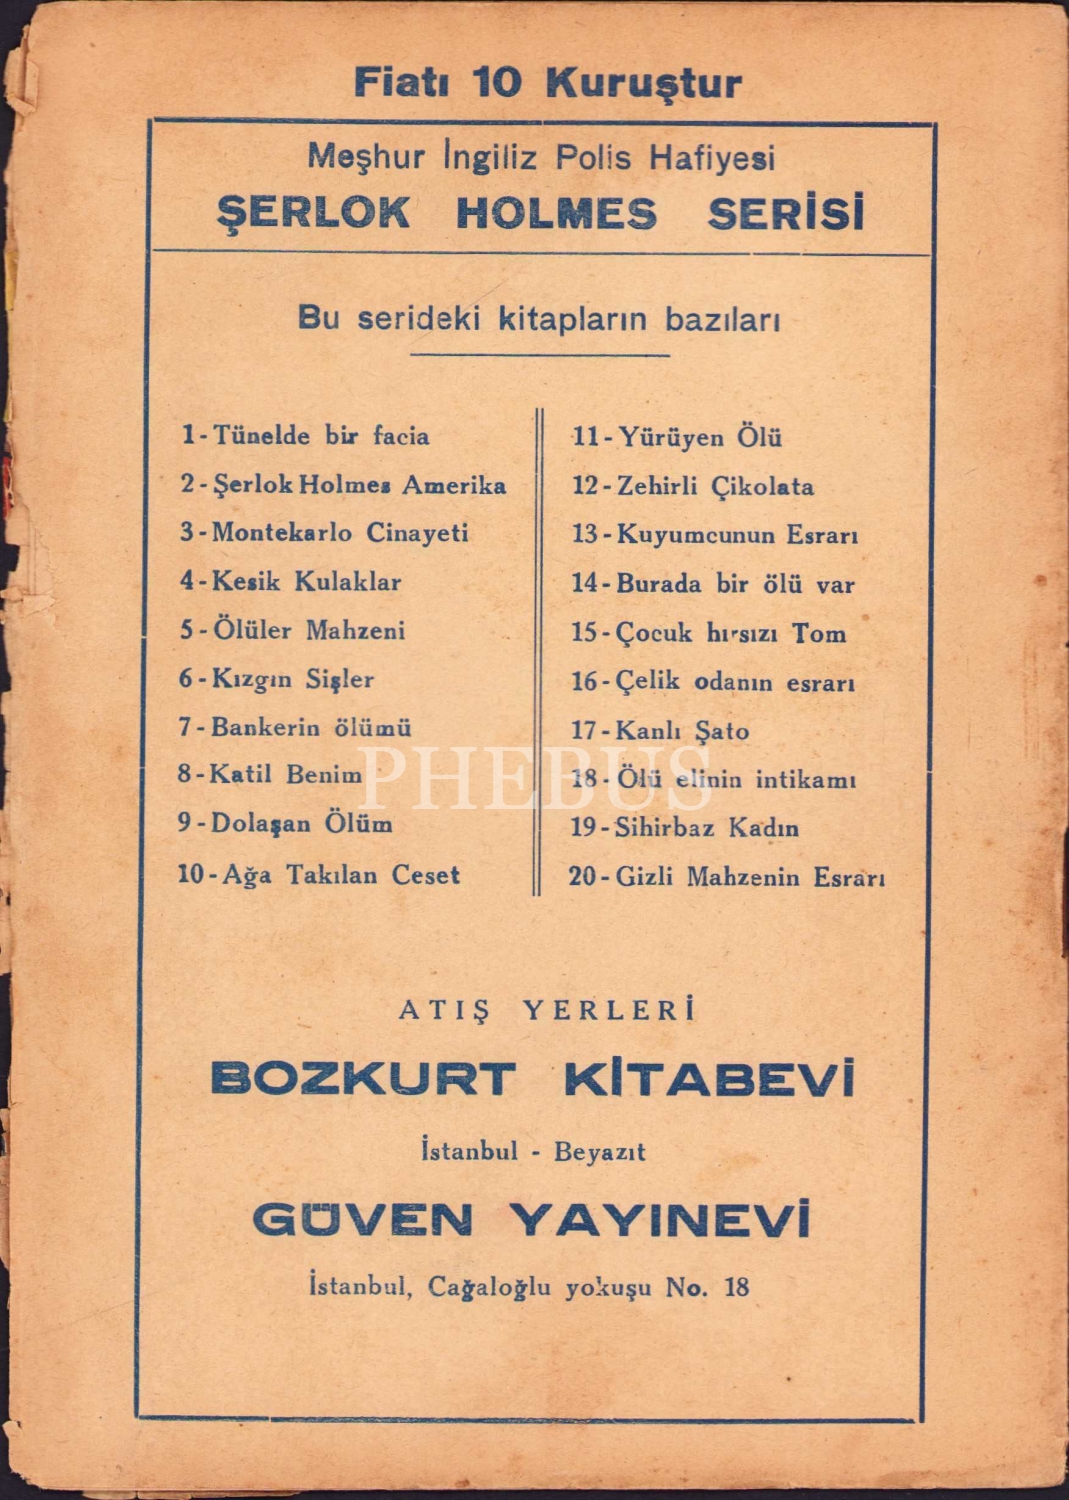 Fiatı 10 Kuruştur
Meşhur İngiliz Polis Hafiyesi
ŞERLOK HOLMES SERİSİ
Bu serideki kitapların bazıları
1 - Tünelde bir facia
2 - Şerlok Holmes Amerika
3 - Montekarlo Cinayeti
4 - Kesik Kulaklar
5 - Ölüler Mahzeni
6 - Kızgın Sişler
7 - Bankerin ölümü
8 - Katil Benim
9 - Dolaşan Ölüm
10 - Ağa Takılan Ceset
11 - Yürüyen Ölü
12 - Zehirli Çikolata
13 - Kuyumcunun Esrarı
14 - Burada bir ölü var
15 - Çocuk hırsızı Tom
16 - Çelik odanın esrarı
17 - Kanlı Şato
18 - Ölü elinin intikamı
19 - Sihirbaz Kadın
20 - Gizli Mahzenin Esrarı
PHEBUS
ATIŞ YERLERİ
BOZKURT KİTABEVİ
İstanbul - Beyazıt
GÜVEN YAYINEVİ
İstanbul, Cağaloğlu yokuşu No. 18